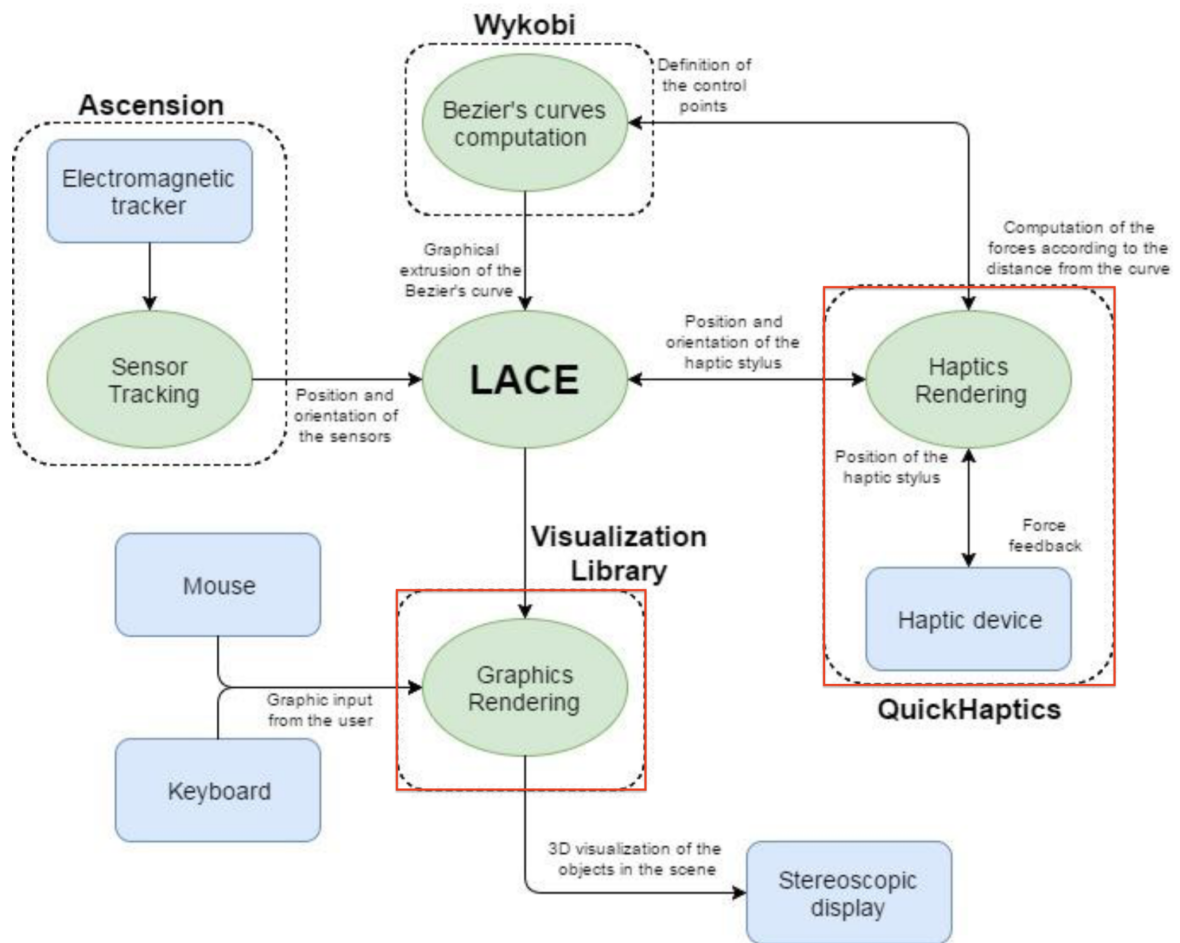 Wykobi
Bezier's curves
computation
Definition of
the control
points
Ascension
Electromagnetic
tracker
Graphical
extrusion of the
Bezier's curve
Computation of the
forces according to the
distance from the curve
Sensor
Tracking
Position and
orientation of
the sensors
LACE
Position and
orientation of the
haptic stylus
Haptics
Rendering
Position of the
haptic stylus
Force
feedback
Haptic device
QuickHaptics
Visualization
Library
Mouse
Graphic input
from the user
Keyboard
Graphics
Rendering
3D visualization of the
objects in the scene
Stereoscopic
display